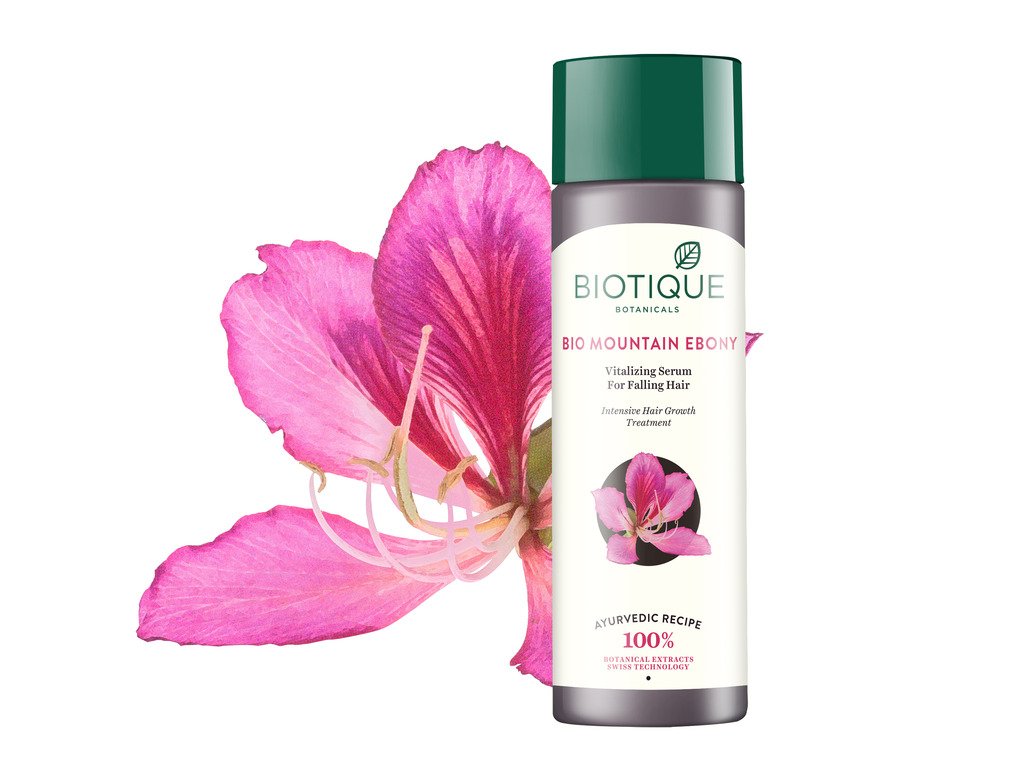 BIOTIQUE
BOTANICALS
BIO MOUNTAIN EBONY
Vitalizing Serum
For Falling Hair
Intensive Hair Growth
Treatment
AYURVEDIC RECIPE
100%
BOTANICAL EXTRACTS
SWISS TECHNOLOGY